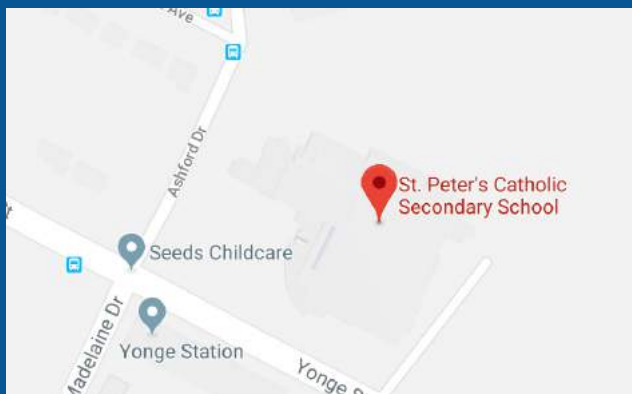 Ave
Ashford Dr
St. Peter's Catholic
Secondary School
Seeds Childcare
Madelaine Dr
Yonge Station
Yonge